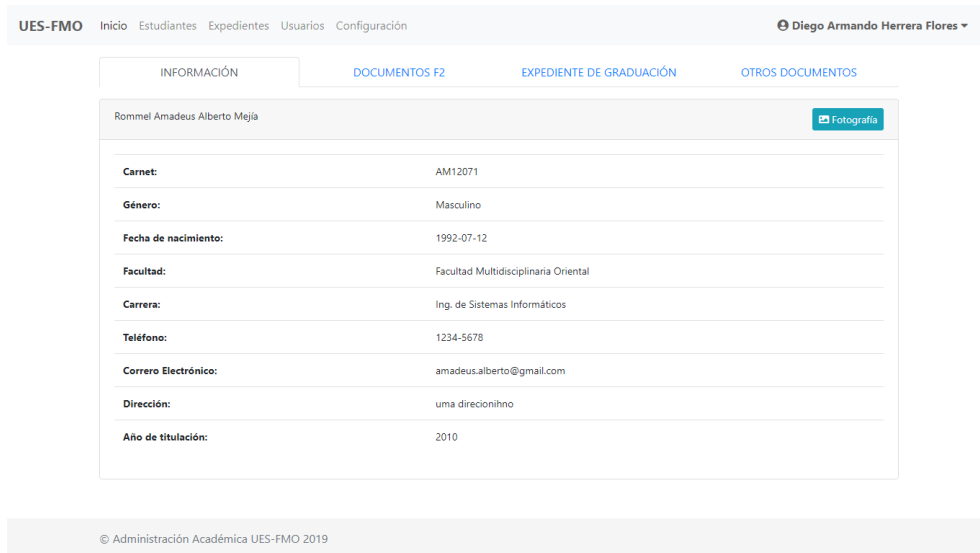 UES-FMO Inicio Estudiantes Expedientes Usuarios Configuración Diego Armando Herrera Flores
INFORMACIÓN DOCUMENTOS F2 EXPEDIENTE DE GRADUACIÓN OTROS DOCUMENTOS
Rommel Amadeus Alberto Mejía Fotografía
Carnet: AM12071
Género: Masculino
Fecha de nacimiento: 1992-07-12
Facultad: Facultad Multidisciplinaria Oriental
Carrera: Ing. de Sistemas Informáticos
Teléfono: 1234-5678
Correro Electrónico: amadeus.alberto@gmail.com
Dirección: uma direcionihno
Año de titulación: 2010
© Administración Académica UES-FMO 2019